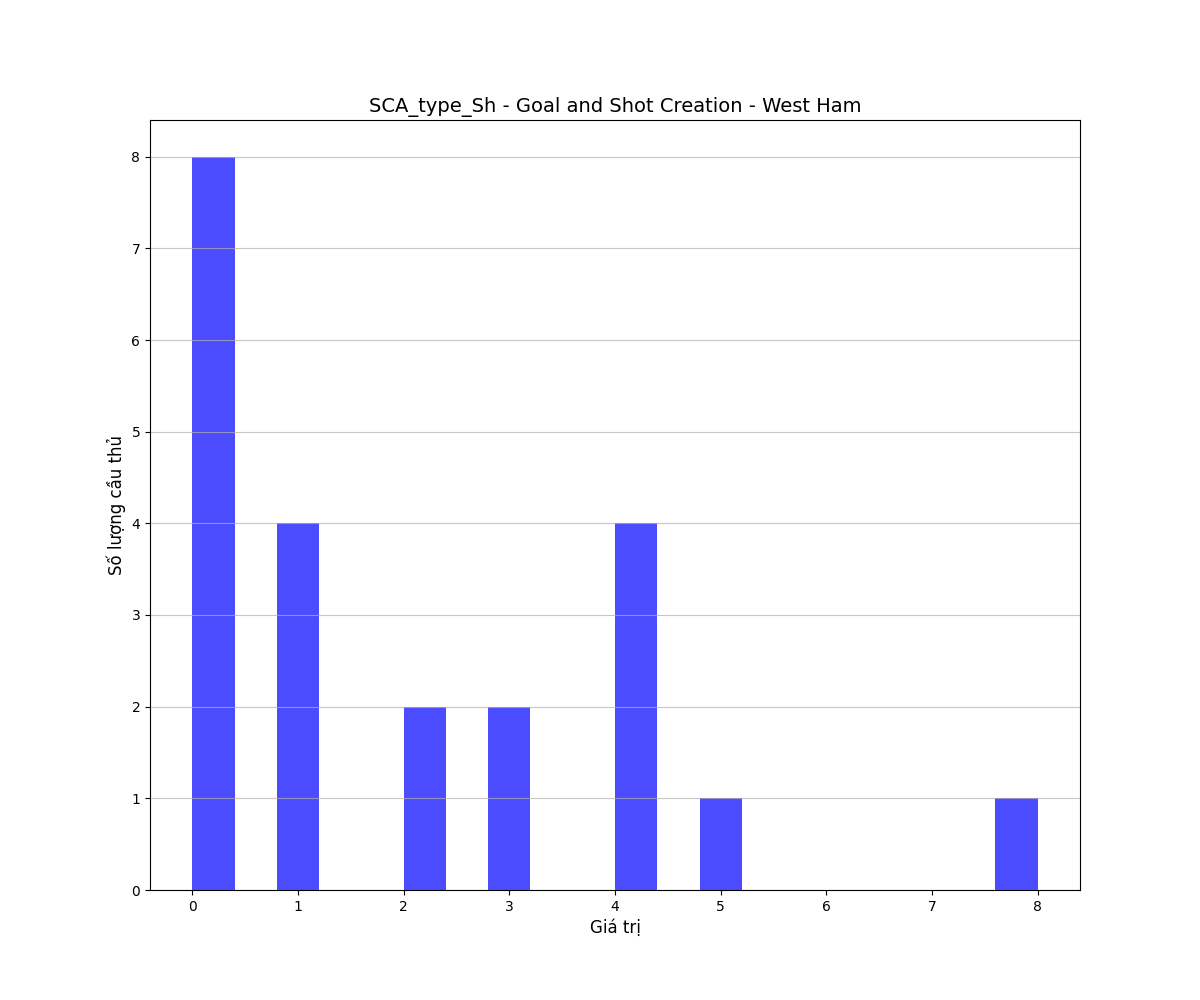 SCA_type_Sh - Goal and Shot Creation - West Ham
Số lượng cầu thủ
8
7
6
5
4
3
2
1
0
0 1 2 3 4 5 6 7 8
Giá trị